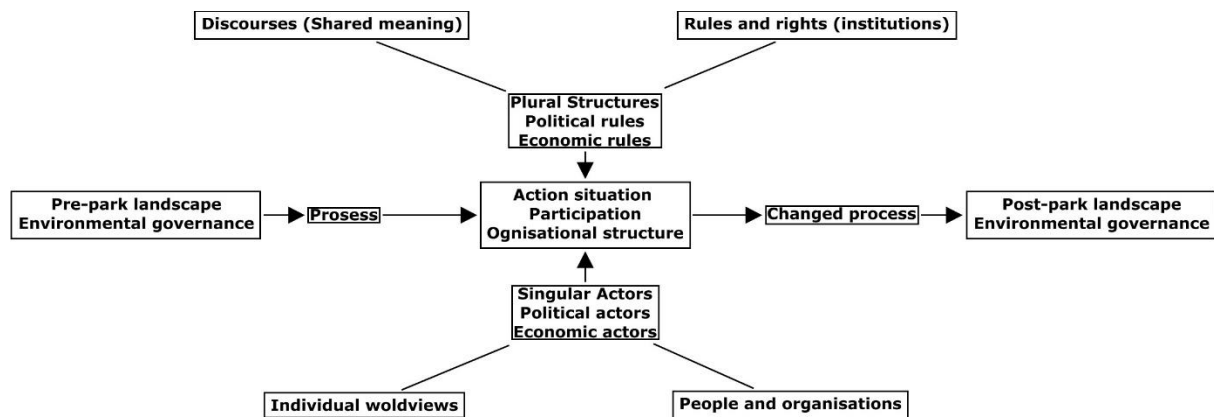 Discourses (Shared meaning)
Rules and rights (institutions)
Plural Structures
Political rules
Economic rules
Pre-park landscape
Environmental governance
Prosess
Action situation
Participation
Ognisational structure
Changed process
Post-park landscape
Environmental governance
Singular Actors
Political actors
Economic actors
Individual woldviews
People and organisations